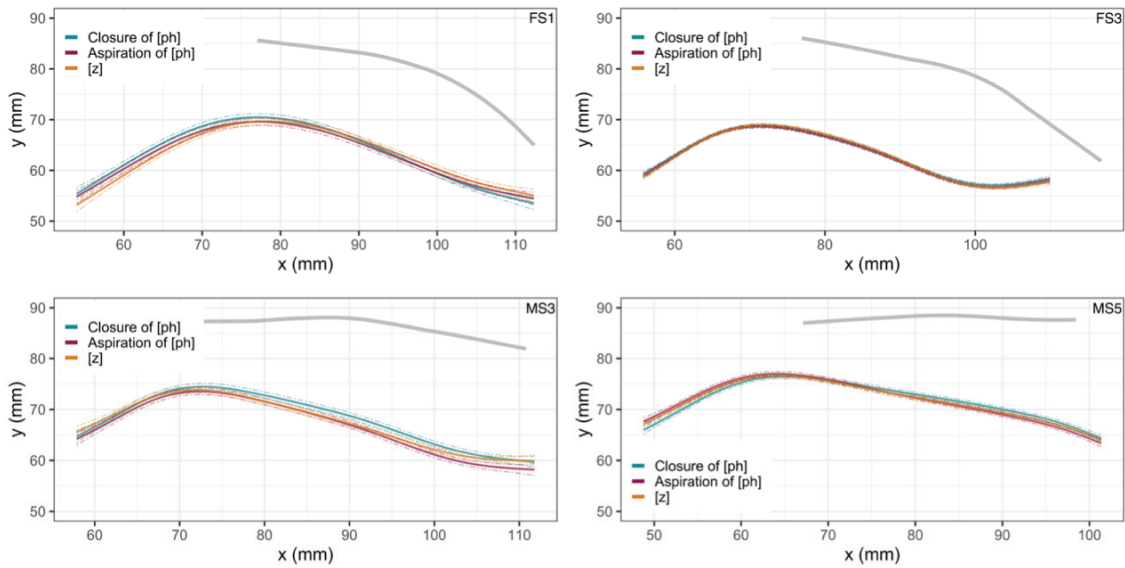 FS1
Closure of [ph]
Aspiration of [ph]
[z]
y (mm)
90
80
70
60
50
60 70 80 90 100 110
x (mm)
FS3
Closure of [ph]
Aspiration of [ph]
[z]
y (mm)
90
80
70
60
50
60 80 100
x (mm)
MS3
Closure of [ph]
Aspiration of [ph]
[z]
y (mm)
90
80
70
60
50
60 70 80 90 100 110
x (mm)
MS5
Closure of [ph]
Aspiration of [ph]
[z]
y (mm)
90
80
70
60
50
50 60 70 80 90 100
x (mm)